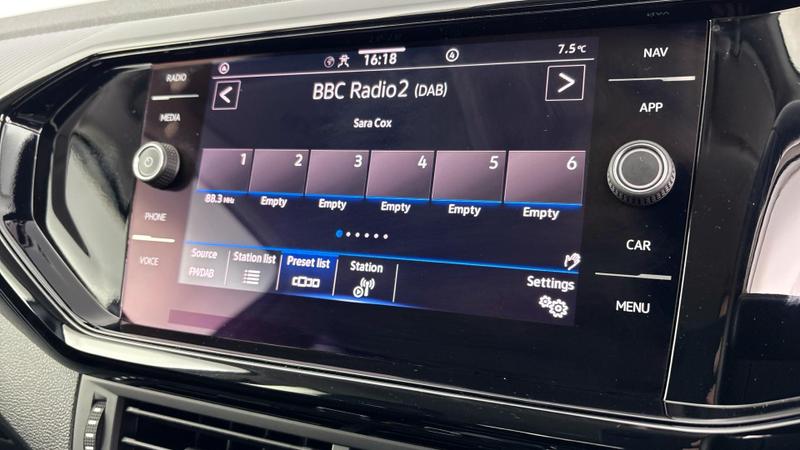 RADIO
MEDIA
PHONE
VOICE
16:18
4
7.5°C
BBC Radio2 (DAB)
Sara Cox
1 2 3 4 5 6
88.3 MHz Empty Empty Empty Empty Empty
Source Station list Preset list Station
FM/DAB
Settings
NAV
APP
CAR
MENU